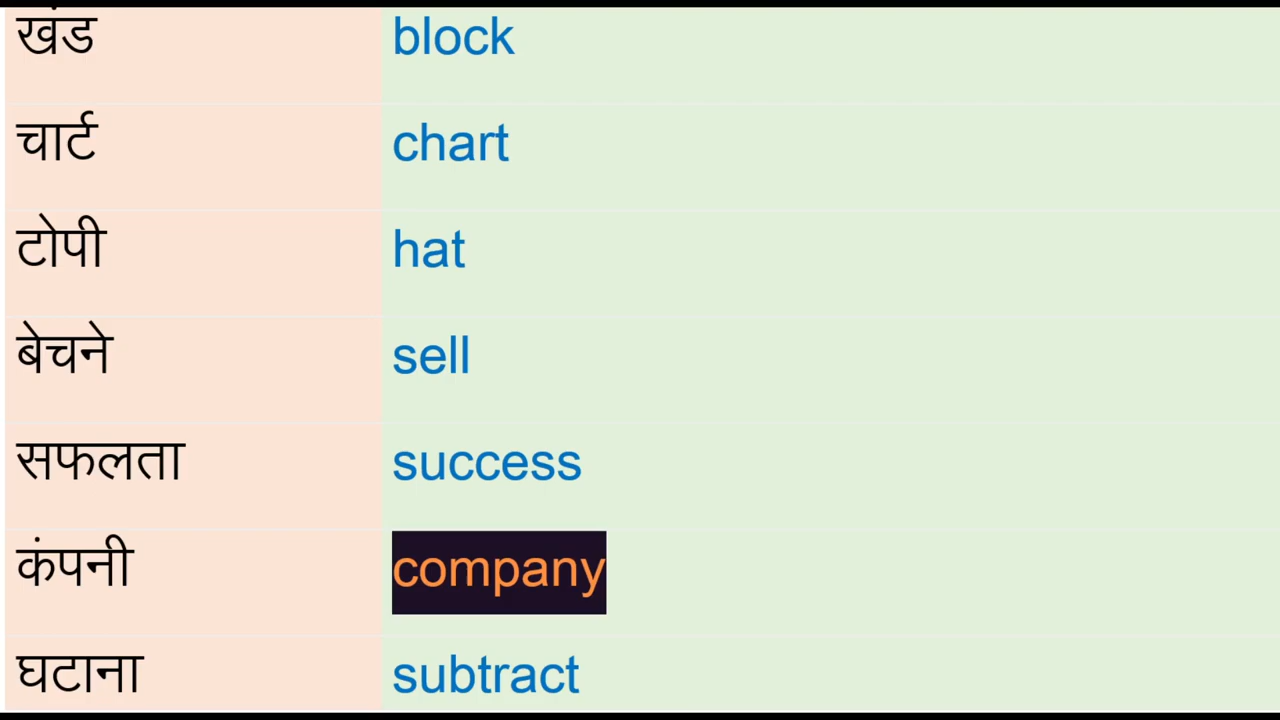 खंड block
चार्ट chart
टोपी hat
बेचने sell
सफलता success
कंपनी company
घटाना subtract